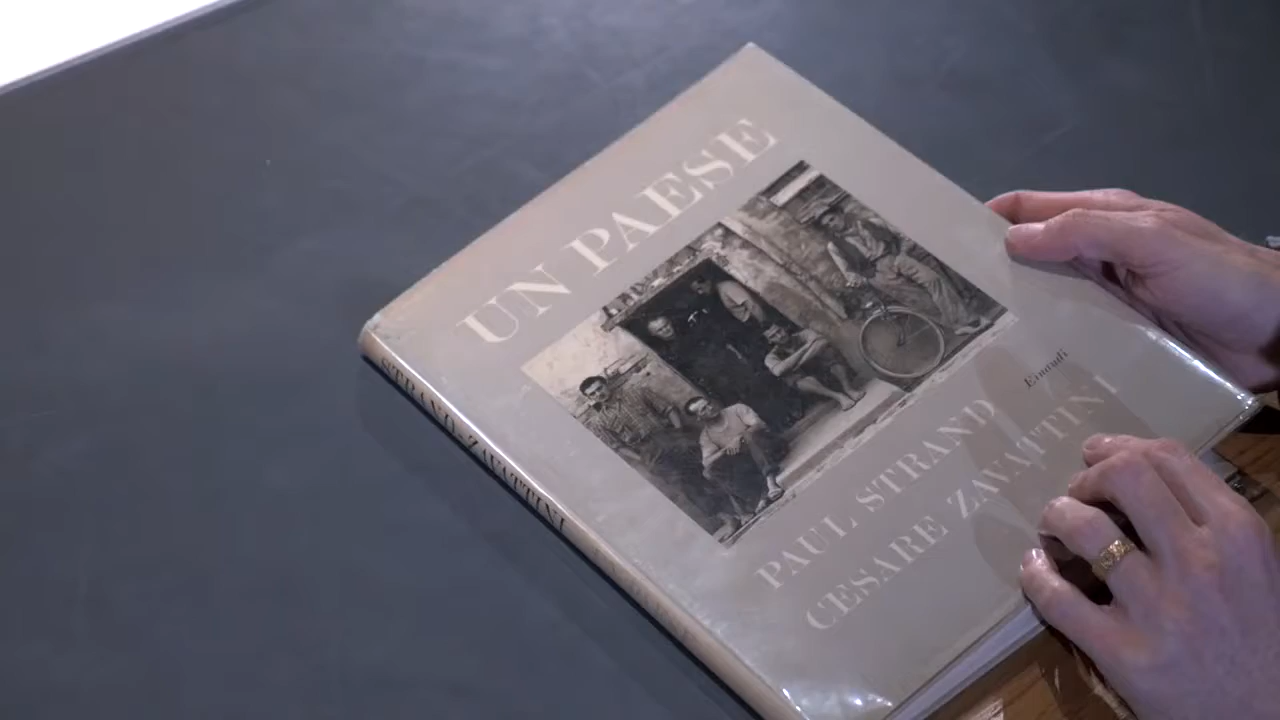 UN PAESE
Einaudi
PAUL STRAND
CESARE ZAVATTINI
STRAND-ZAVATTINI